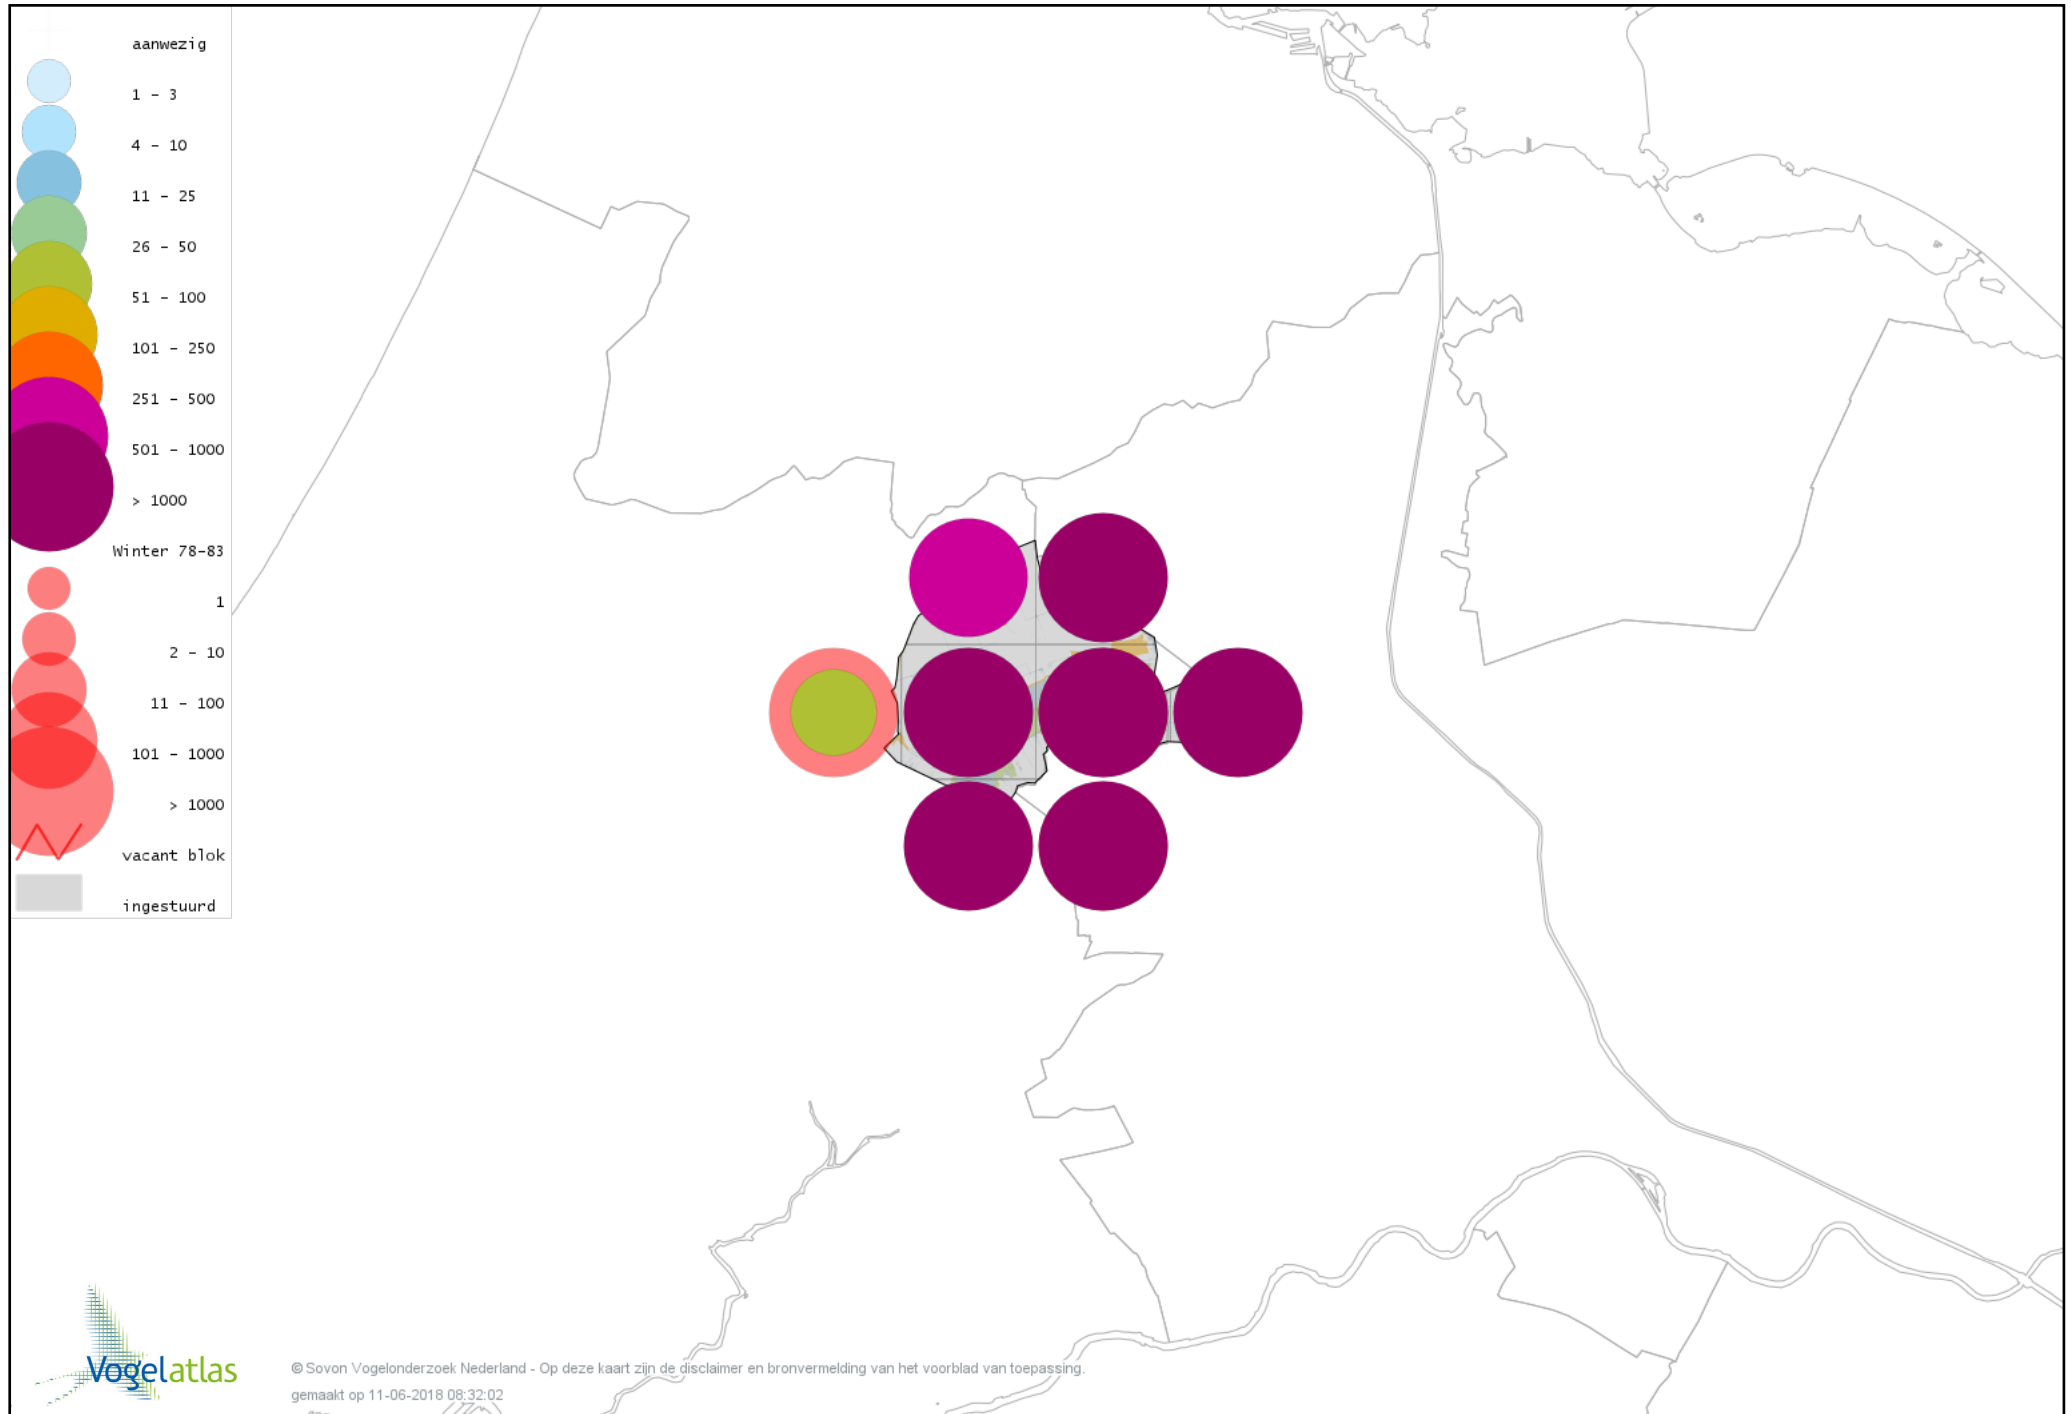 aanwezig
1 – 3
4 – 10
11 – 25
26 – 50
51 – 100
101 – 250
251 – 500
501 – 1000
> 1000
Winter 78-83
1
2 – 10
11 – 100
101 – 1000
> 1000
vacant blok
ingestuurd
Vogelatlas
© Sovon Vogelonderzoek Nederland - Op deze kaart zijn de disclaimer en bronvermelding van het voorblad van toepassing.
gemaakt op 11-06-2018 08:32:02